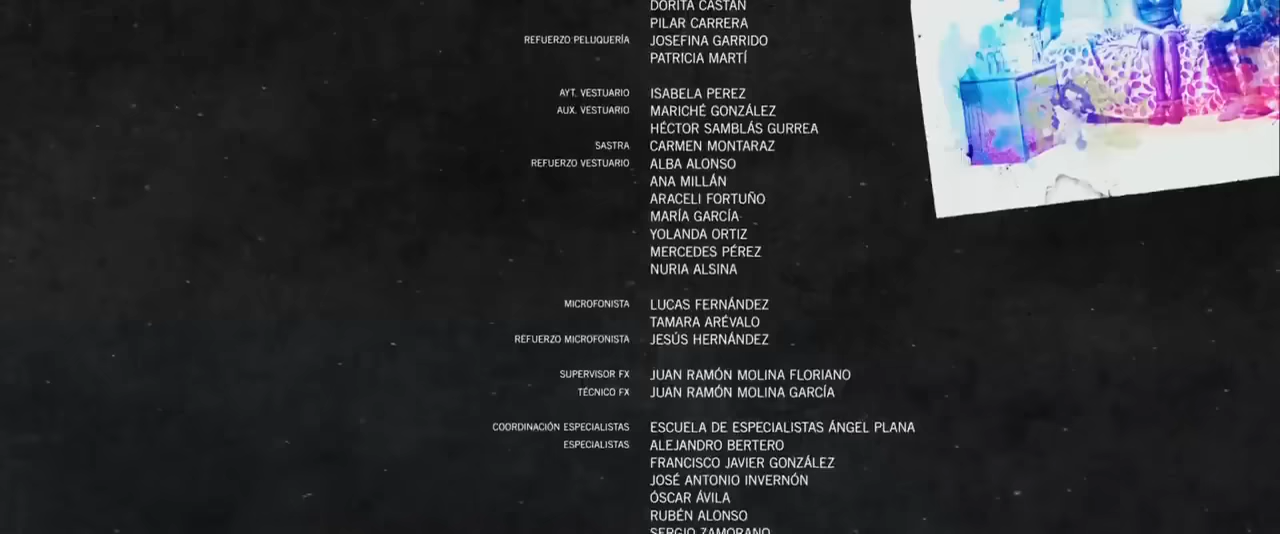 DORITA CASTÁN
PILAR CARRERA
REFUERZO PELUQUERÍA JOSEFINA GARRIDO
PATRICIA MARTÍ
AYT. VESTUARIO ISABELA PEREZ
AUX. VESTUARIO MARICHÉ GONZÁLEZ
HÉCTOR SAMBLÁS GURREA
SASTRA CARMEN MONTARAZ
REFUERZO VESTUARIO ALBA ALONSO
ANA MILLÁN
ARACELI FORTUÑO
MARÍA GARCÍA
YOLANDA ORTIZ
MERCEDES PÉREZ
NURIA ALSINA
MICROFONISTA LUCAS FERNÁNDEZ
TAMARA ARÉVALO
REFUERZO MICROFONISTA JESÚS HERNÁNDEZ
SUPERVISOR FX JUAN RAMÓN MOLINA FLORIANO
TÉCNICO FX JUAN RAMÓN MOLINA GARCÍA
COORDINACIÓN ESPECIALISTAS ESCUELA DE ESPECIALISTAS ÁNGEL PLANA
ESPECIALISTAS ALEJANDRO BERTERO
FRANCISCO JAVIER GONZÁLEZ
JOSÉ ANTONIO INVERNÓN
ÓSCAR ÁVILA
RUBÉN ALONSO
SERGIO ZAMORANO